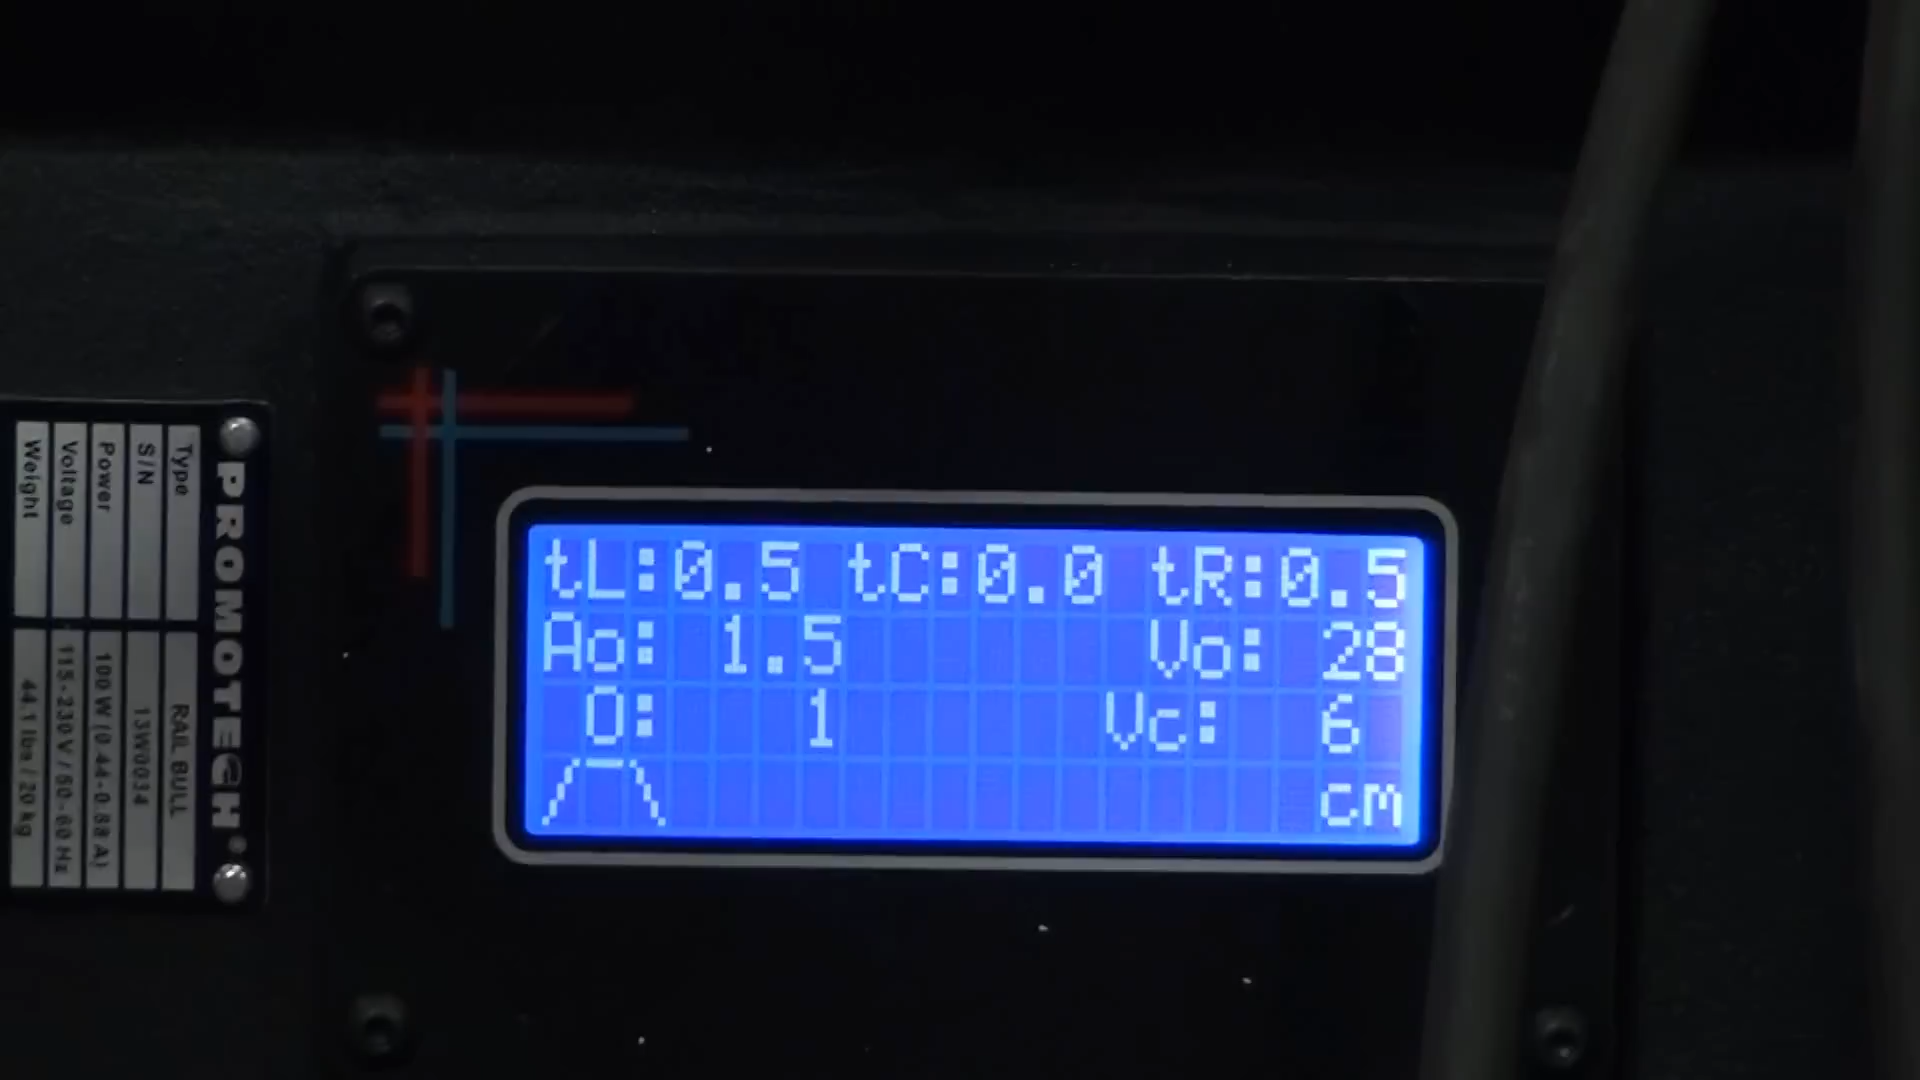 tL:0.5 tC:0.0 tR:0.5
Ao: 1.5 Vo: 28
O: 1 Vc: 6
cm
PROMOTECH®
Type RAIL BULL
S/N 13W0034
Power 100 W (0.44-0.88 A)
Voltage 115-230 V / 50-60 Hz
Weight 44.1 lbs / 20 kg